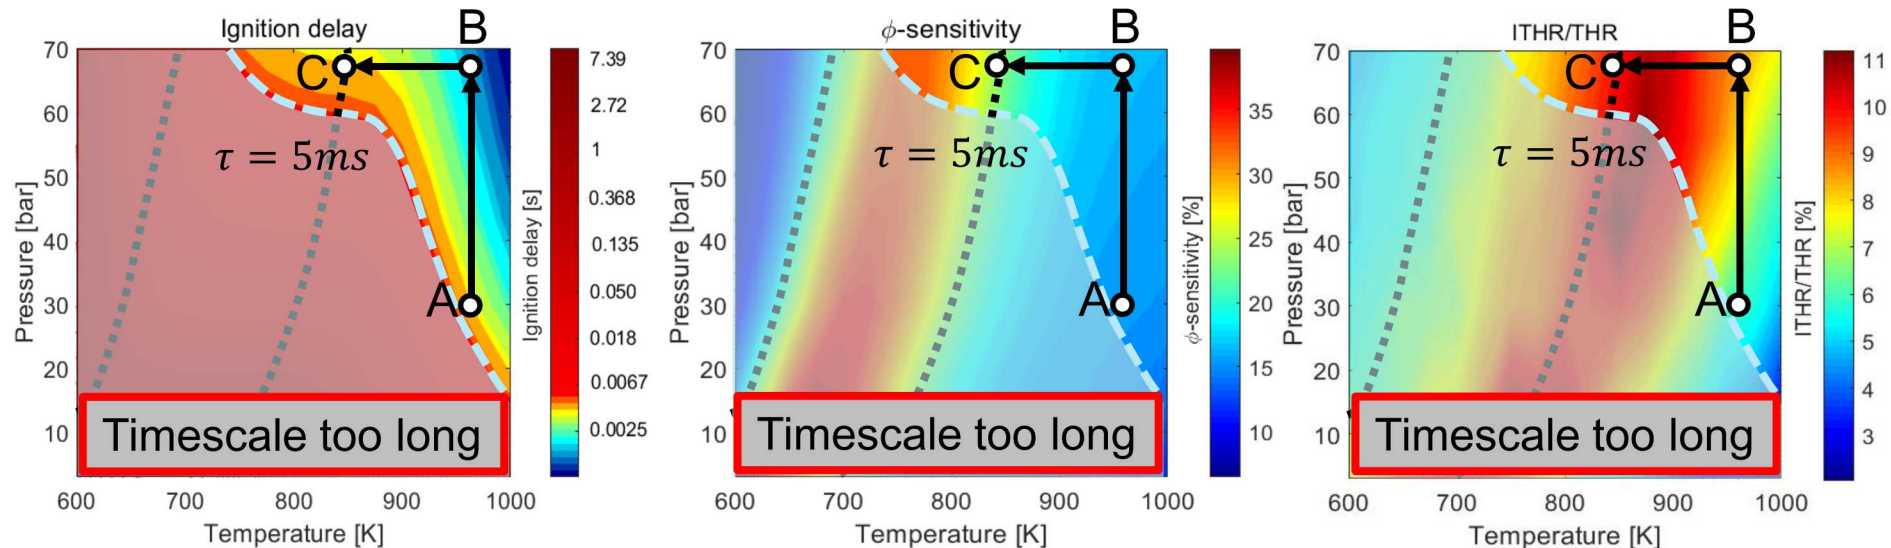 Ignition delay
B
C
τ = 5ms
A
Timescale too long
70
60
50
40
30
20
10
Pressure [bar]
600
700
800
900
1000
Temperature [K]
7.39
2.72
1
0.368
0.135
0.050
0.018
0.0067
0.0025
Ignition delay [s]
ϕ-sensitivity
B
C
τ = 5ms
A
Timescale too long
70
60
50
40
30
20
10
Pressure [bar]
600
700
800
900
1000
Temperature [K]
35
30
25
20
15
10
ϕ-sensitivity [%]
ITHR/THR
B
C
τ = 5ms
A
Timescale too long
70
60
50
40
30
20
10
Pressure [bar]
600
700
800
900
1000
Temperature [K]
11
10
9
8
7
6
5
4
3
ITHR/THR [%]